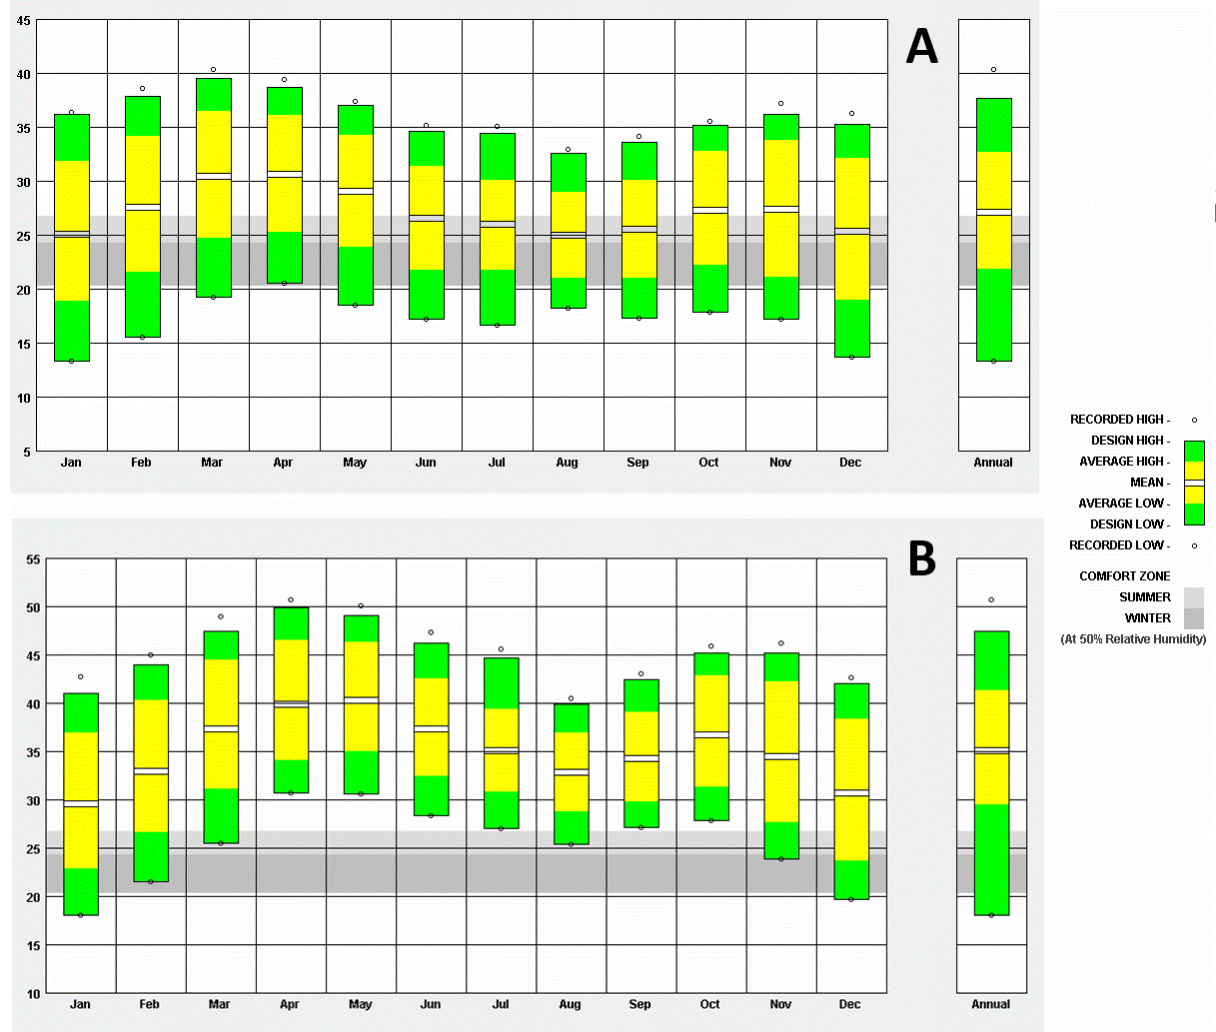 A
45
40
35
30
25
20
15
10
5
Jan Feb Mar Apr May Jun Jul Aug Sep Oct Nov Dec Annual
RECORDED HIGH -
DESIGN HIGH -
AVERAGE HIGH -
MEAN -
AVERAGE LOW -
DESIGN LOW -
RECORDED LOW -
COMFORT ZONE
SUMMER
WINTER
(At 50% Relative Humidity)
B
55
50
45
40
35
30
25
20
15
10
Jan Feb Mar Apr May Jun Jul Aug Sep Oct Nov Dec Annual